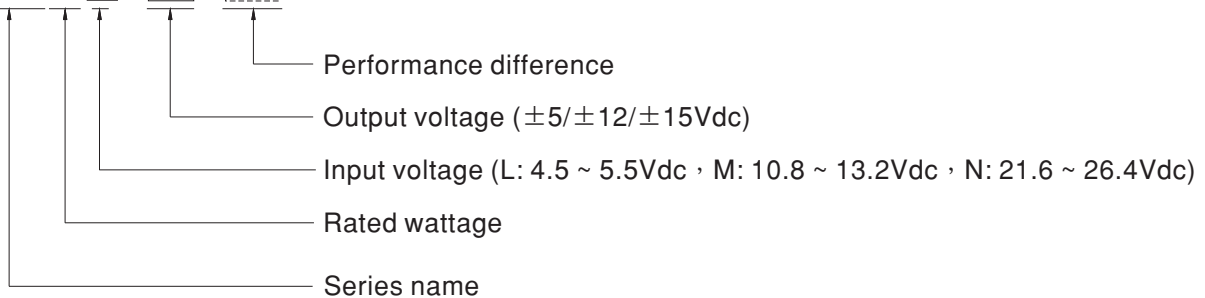 Performance difference
Output voltage (±5/±12/±15Vdc)
Input voltage (L: 4.5 ~ 5.5Vdc，M: 10.8 ~ 13.2Vdc，N: 21.6 ~ 26.4Vdc)
Rated wattage
Series name